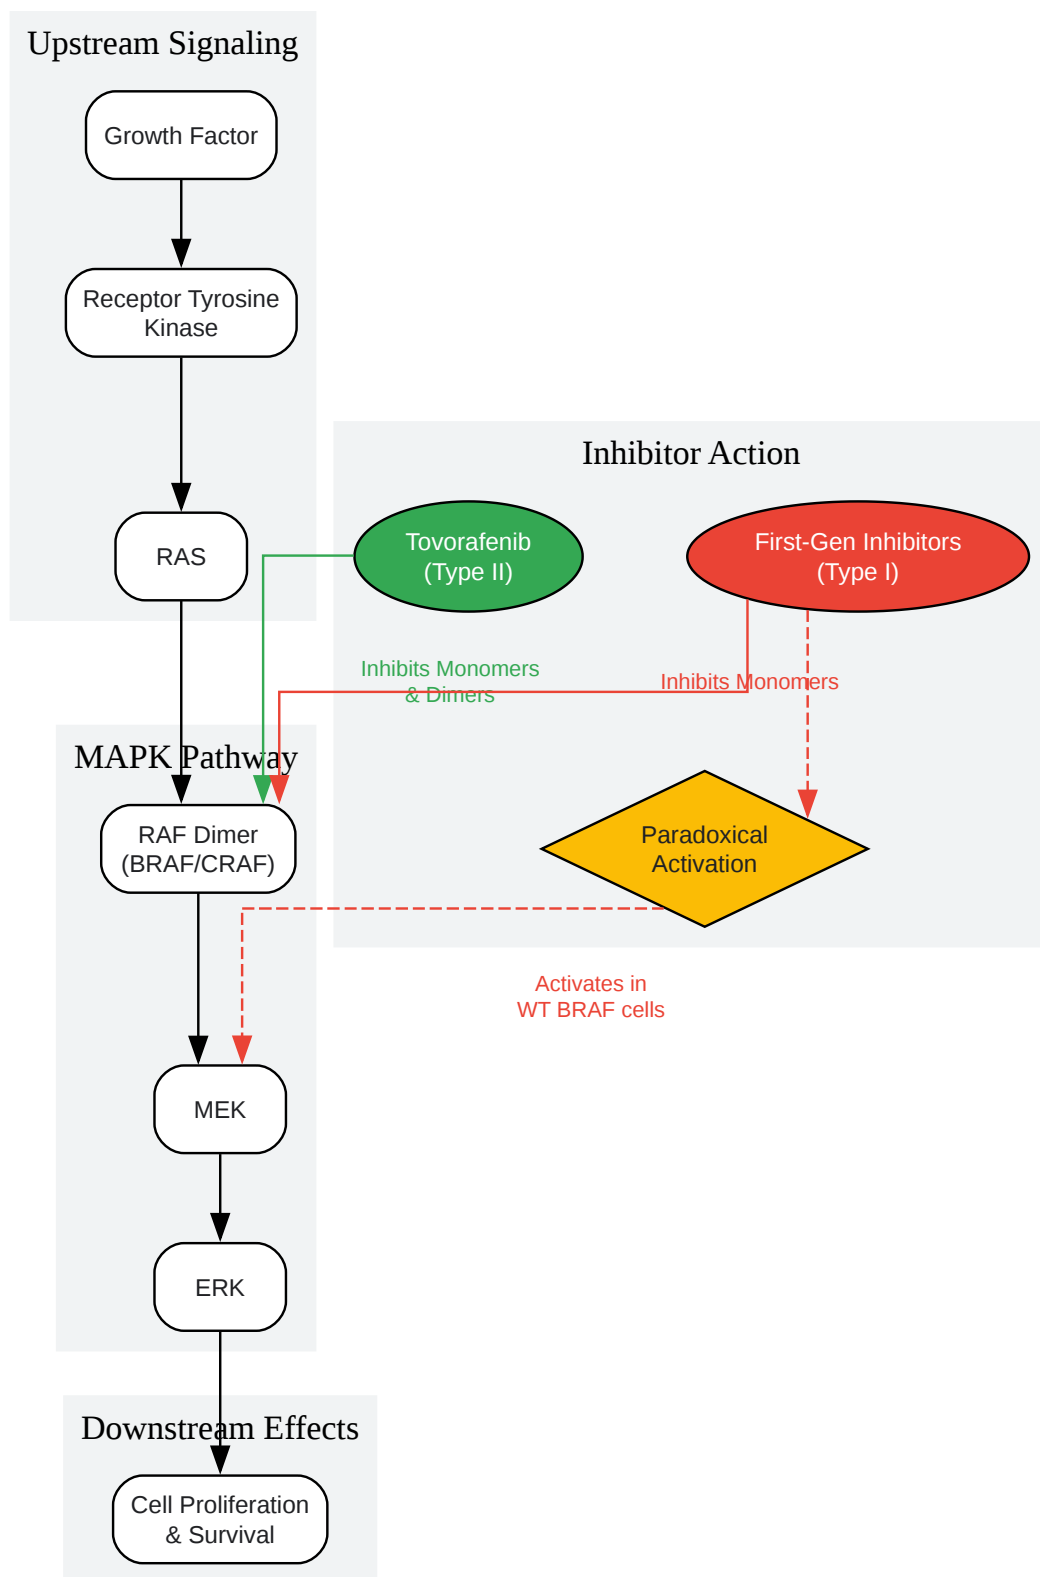 Upstream Signaling
Growth Factor
Receptor Tyrosine
Kinase
RAS
Inhibitor Action
Tovorafenib
(Type II)
First-Gen Inhibitors
(Type I)
Inhibits Monomers
& Dimers
Inhibits Monomers
MAPK Pathway
RAF Dimer
(BRAF/CRAF)
Paradoxical
Activation
Activates in
WT BRAF cells
MEK
ERK
Downstream Effects
Cell Proliferation
& Survival